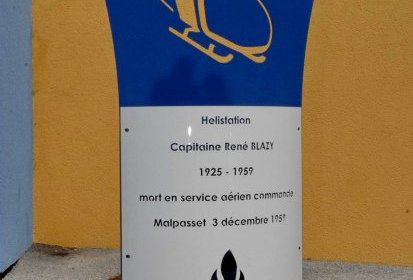 Helistation
Capitaine René BLAZY
1925 - 1959
mort en service aérien commandé
Malpasset 3 décembre 1959